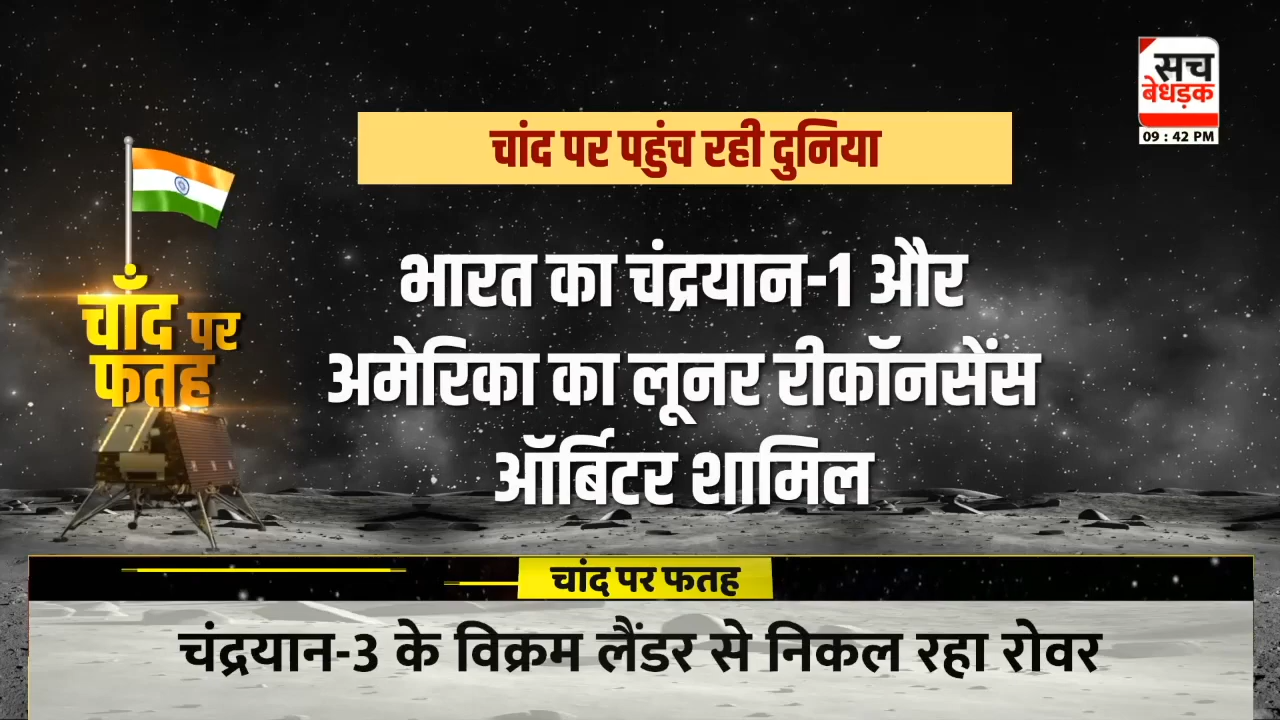 सच
बेधड़क
09 : 42 PM
चांद पर पहुंच रही दुनिया
चाँद पर
फतह
भारत का चंद्रयान-1 और
अमेरिका का लूनर रीकॉनसेंस
ऑर्बिटर शामिल
चांद पर फतह
चंद्रयान-3 के विक्रम लैंडर से निकल रहा रोवर